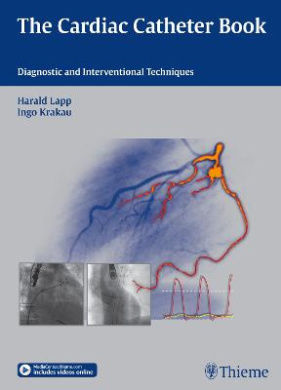 The Cardiac Catheter Book
Diagnostic and Interventional Techniques
Harald Lapp
Ingo Krakau
MediaCenter.thieme.com
includes videos online
Thieme